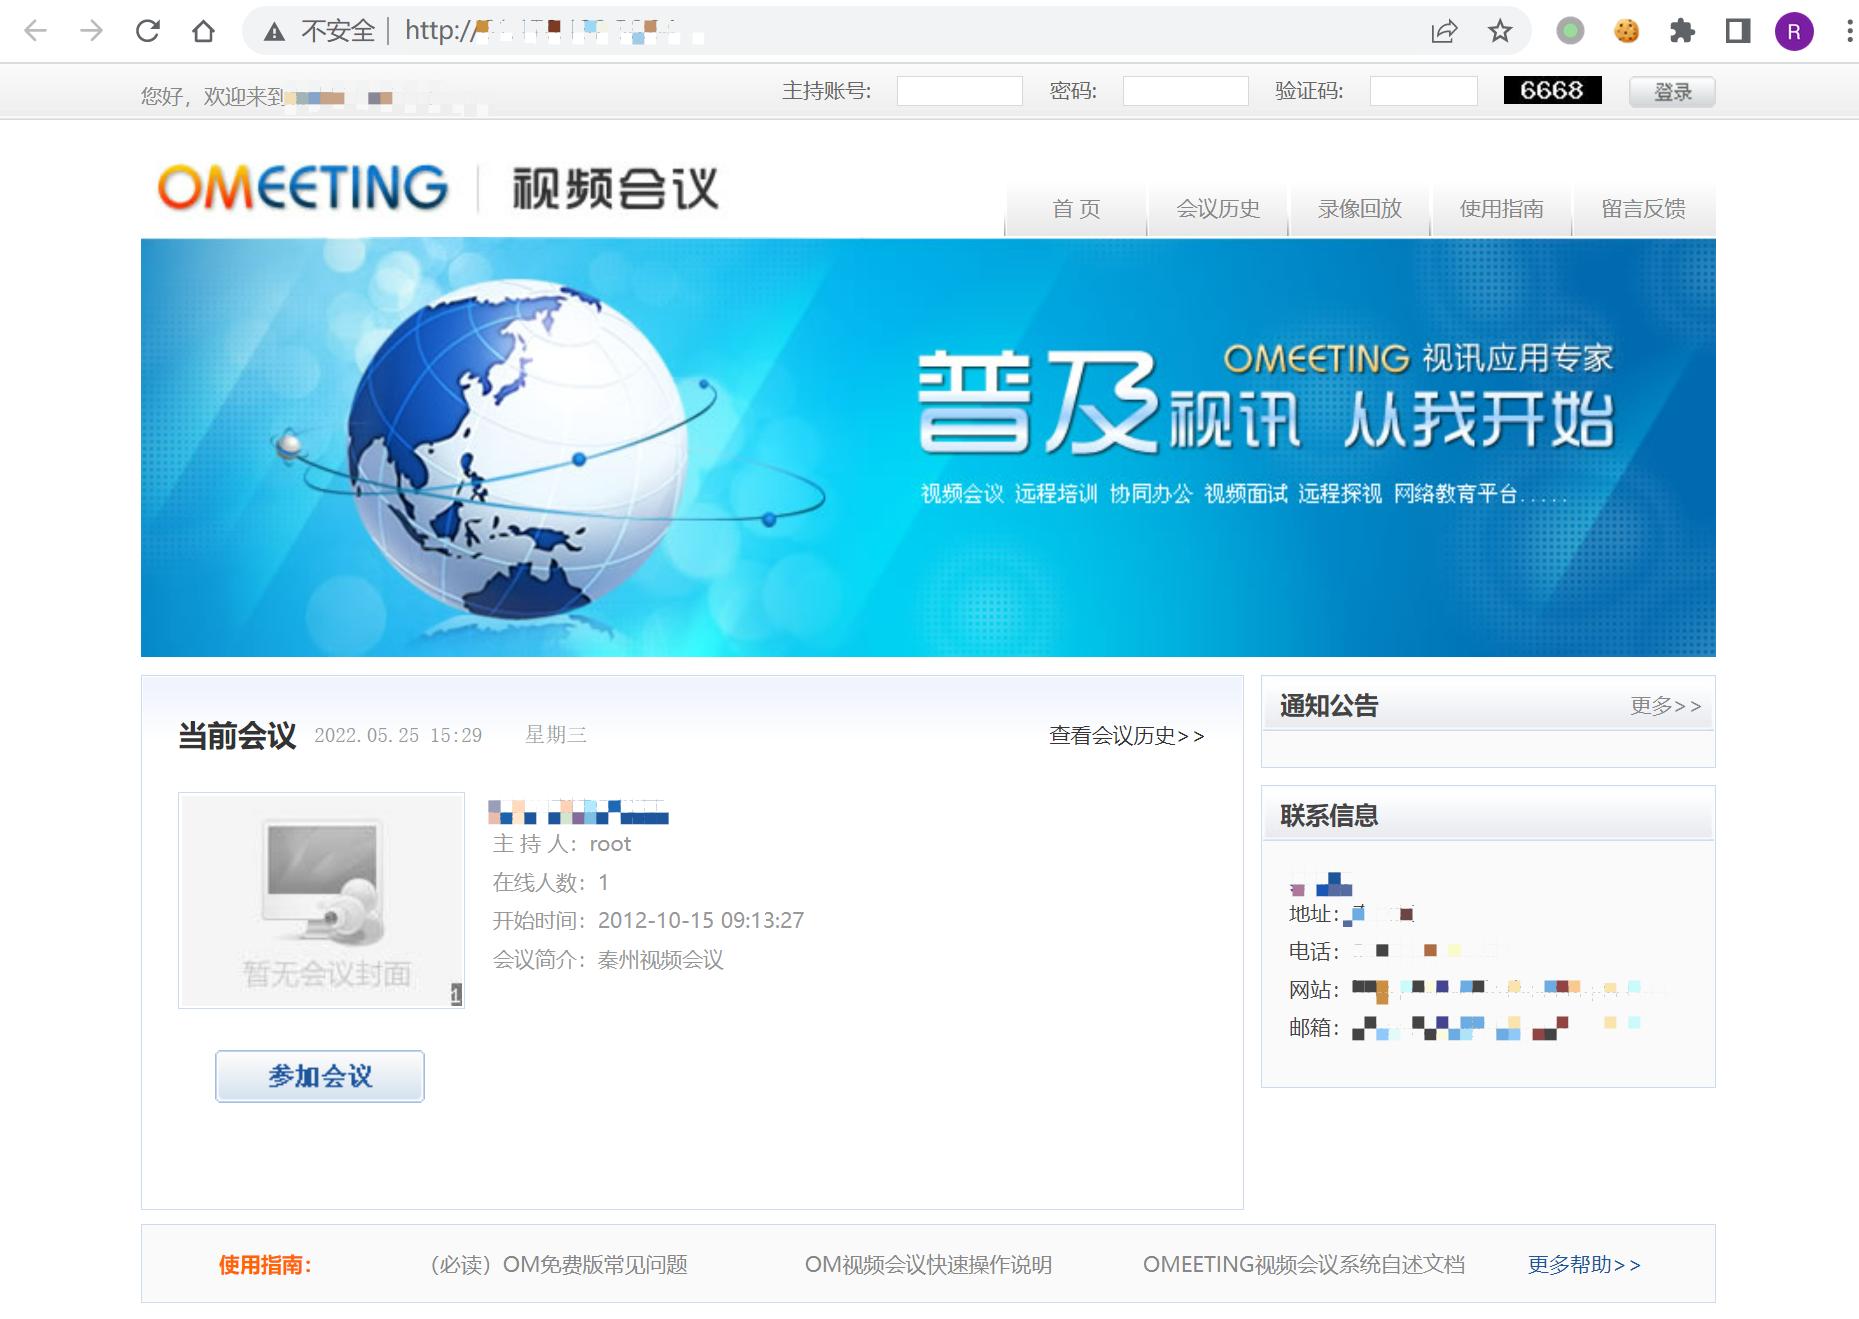 不安全 | http://
R
您好，欢迎来到
主持账号: 密码: 验证码: 6668 登录
OMEETING | 视频会议
首 页 会议历史 录像回放 使用指南 留言反馈
OMEETING 视讯应用专家
普及视讯 从我开始
视频会议 远程培训 协同办公 视频面试 远程探视 网络教育平台.....
当前会议 2022.05.25 15:29 星期三 查看会议历史>>
暂无会议封面
1
主 持 人：root
在线人数：1
开始时间：2012-10-15 09:13:27
会议简介：秦州视频会议
参加会议
通知公告 更多>>
联系信息
地址：
电话：
网站：
邮箱：
使用指南： （必读）OM免费版常见问题 OM视频会议快速操作说明 OMEETING视频会议系统自述文档 更多帮助>>